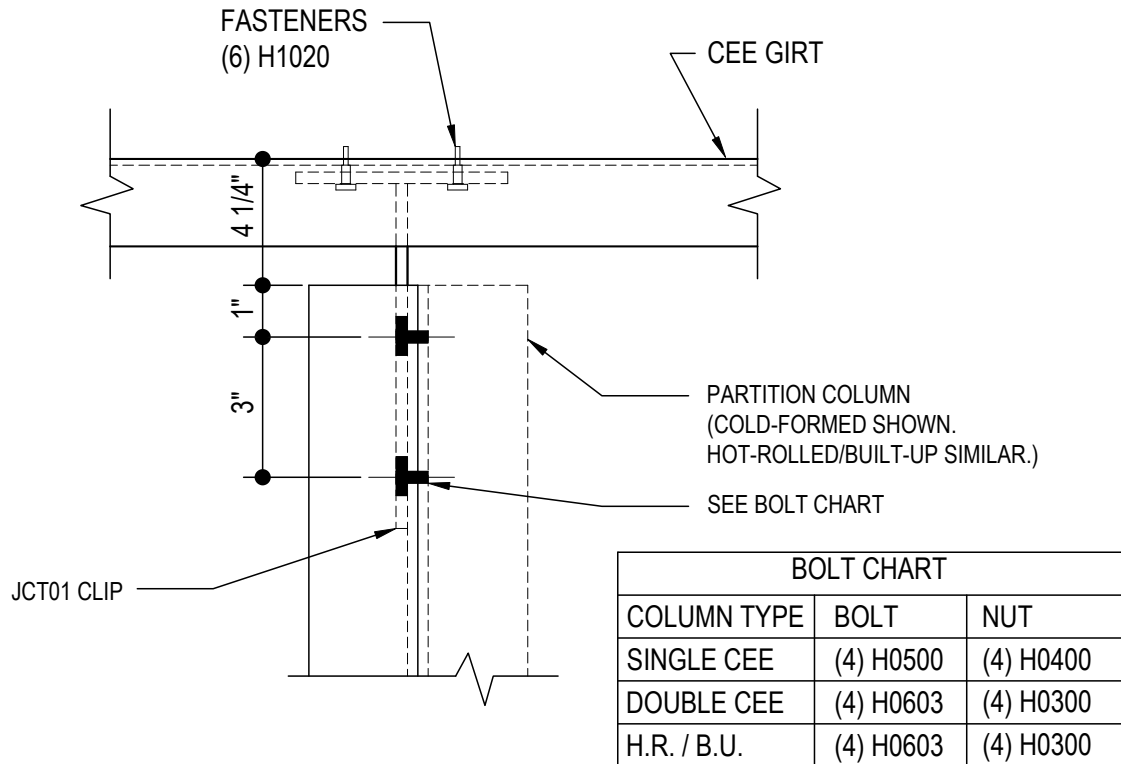 FASTENERS
(6) H1020
CEE GIRT
4 1/4"
1"
3"
PARTITION COLUMN
(COLD-FORMED SHOWN.
HOT-ROLLED/BUILT-UP SIMILAR.)
SEE BOLT CHART
JCT01 CLIP
BOLT CHART
COLUMN TYPE BOLT NUT
SINGLE CEE (4) H0500 (4) H0400
DOUBLE CEE (4) H0603 (4) H0300
H.R. / B.U. (4) H0603 (4) H0300